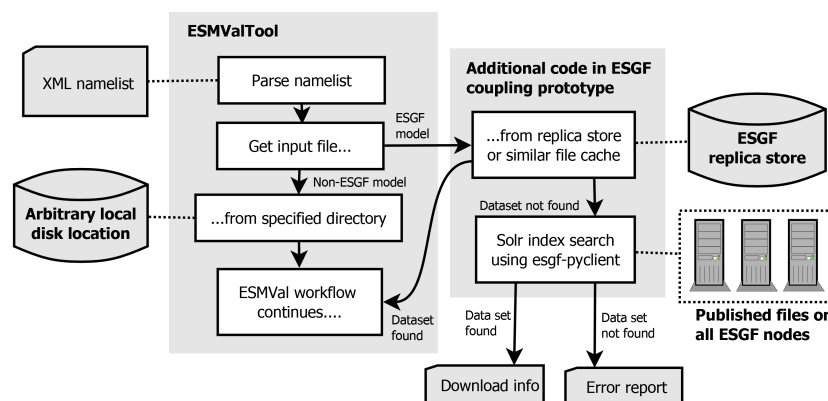 ESMValTool
XML namelist
Parse namelist
Additional code in ESGF
coupling prototype
ESGF
model
Get input file...
...from replica store
or similar file cache
ESGF
replica store
Non-ESGF model
Arbitrary local
disk location
...from specified directory
Dataset not found
Solr index search
using esgf-pyclient
ESMVal workflow
continues....
Dataset
found
Data set
found
Data set
not found
Published files on
all ESGF nodes
Download info
Error report